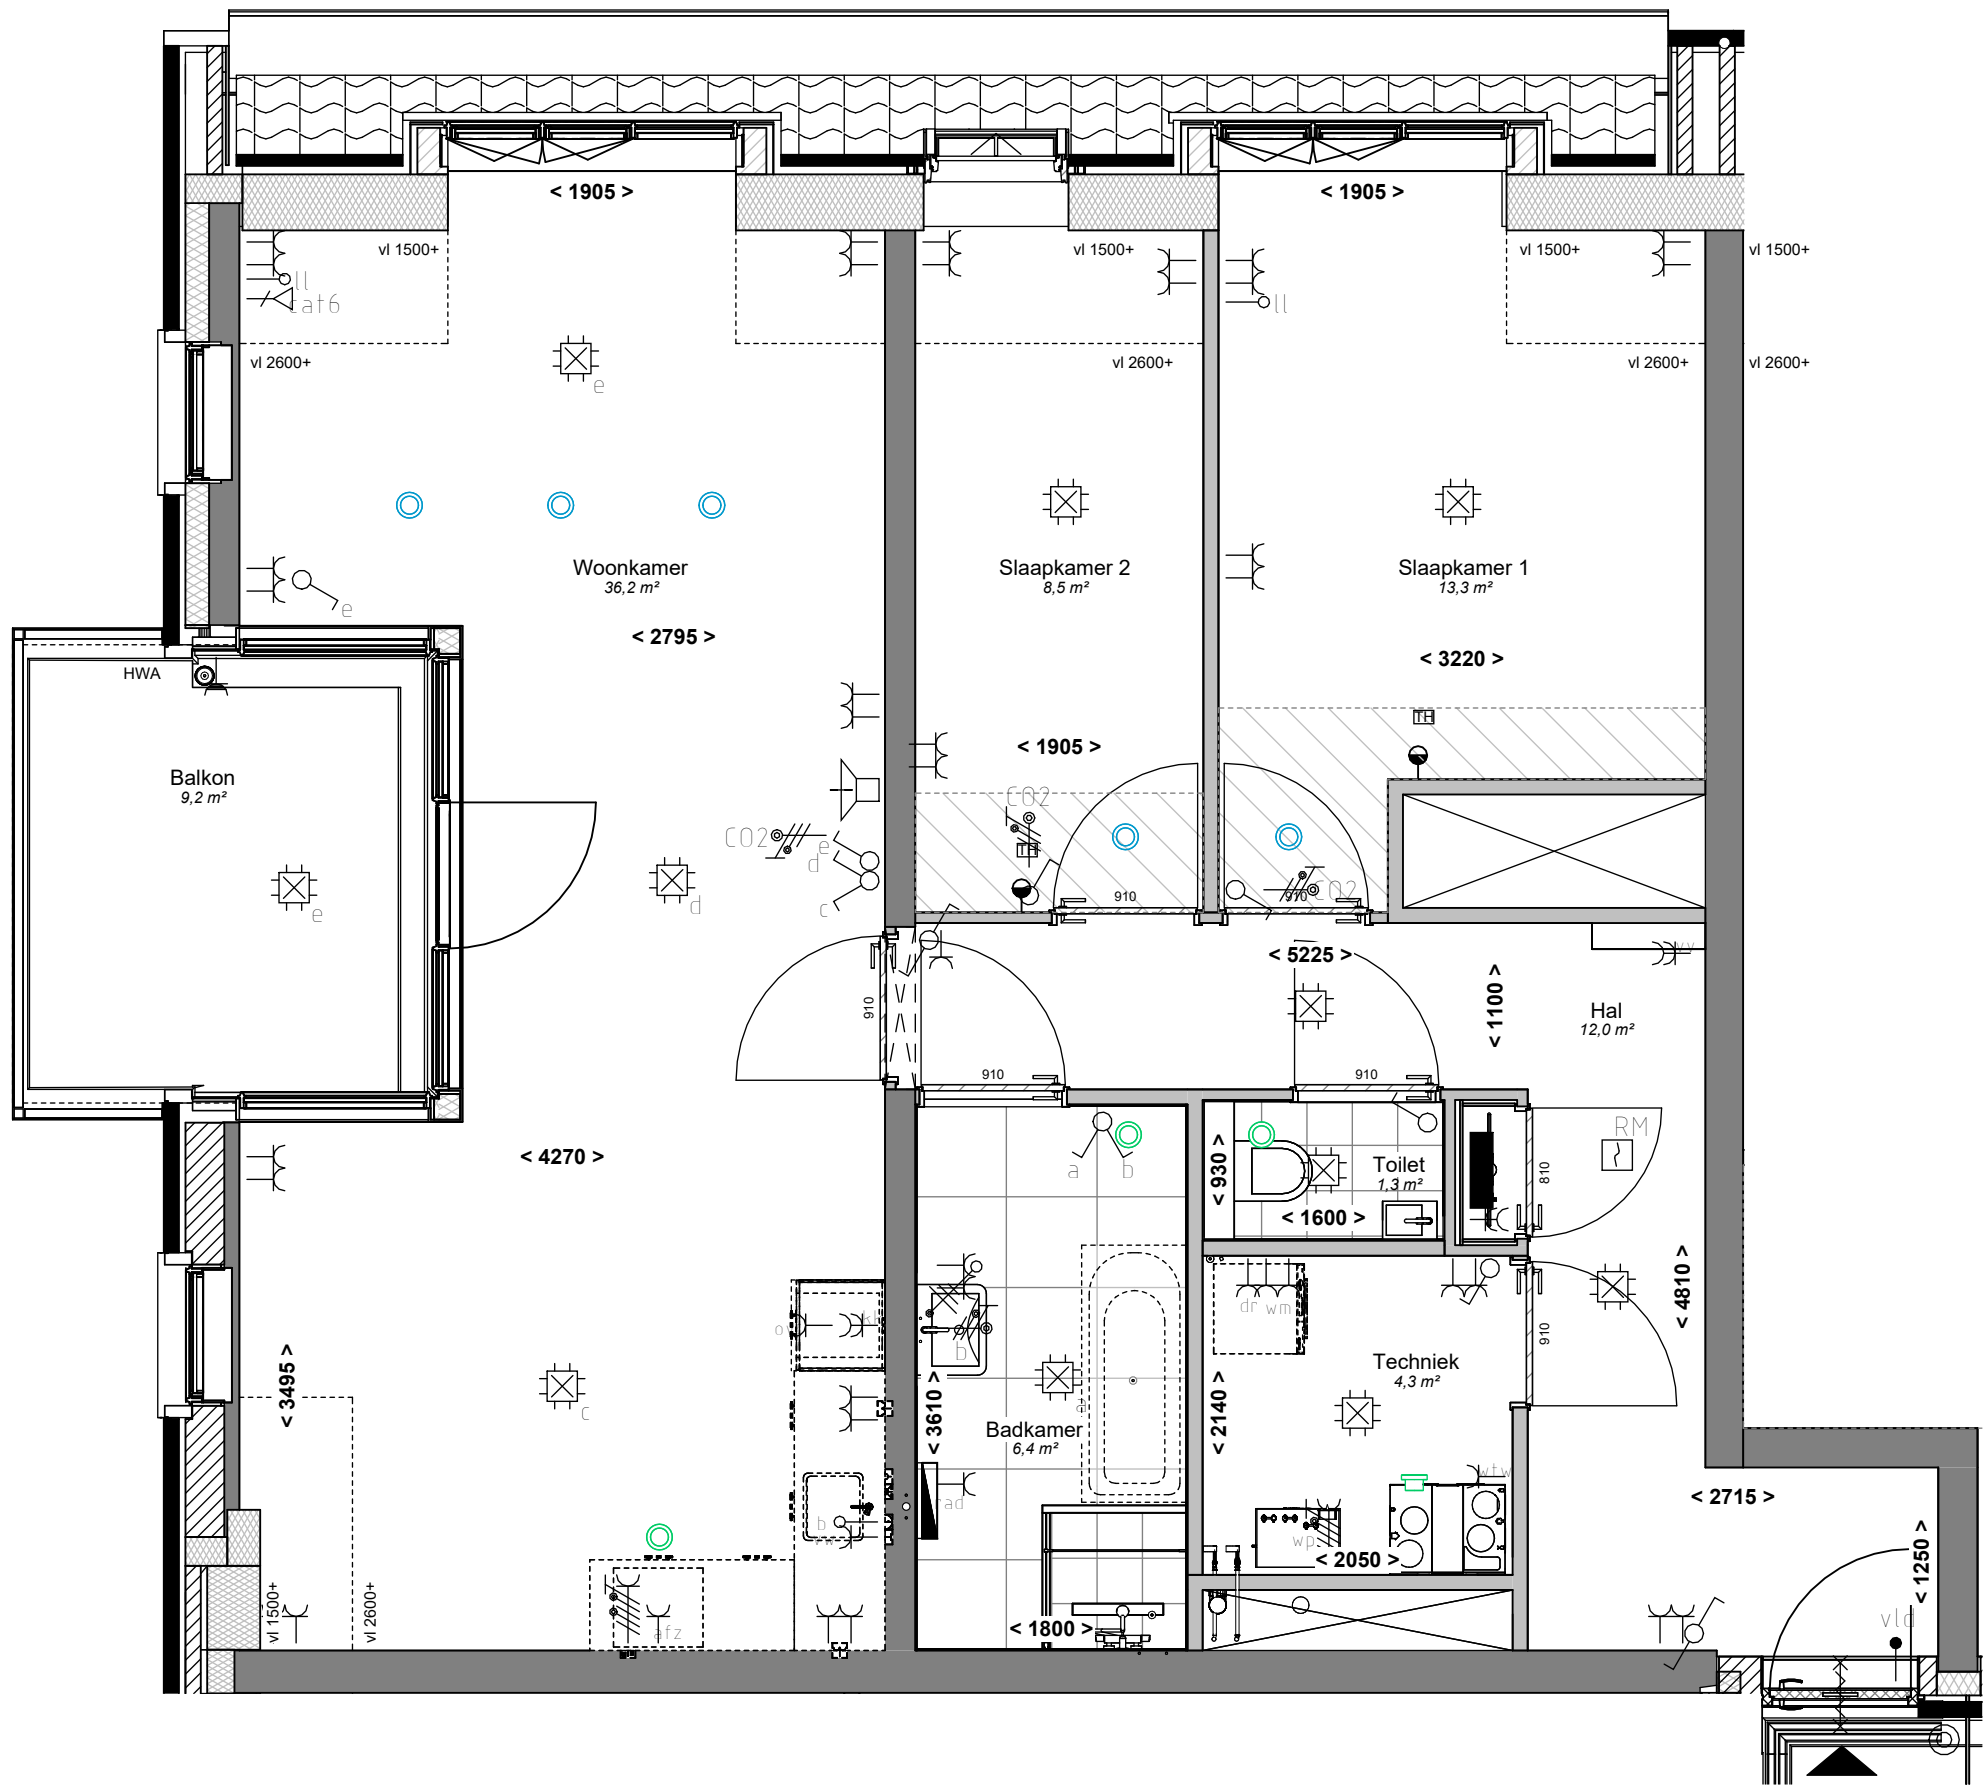 < 1905 >
< 1905 >
vl 1500+
vl 1500+
vl 1500+
vl 1500+
ll
cat6
ll
vl 2600+
vl 2600+
vl 2600+
vl 2600+
e
Woonkamer
36,2 m²
Slaapkamer 2
8,5 m²
Slaapkamer 1
13,3 m²
e
< 2795 >
< 3220 >
HWA
TH
< 1905 >
Balkon
9,2 m²
CO2
CO2
e
d
TH
CO2
c
d
e
910
910
< 5225 >
vv
910
< 1100 >
Hal
12,0 m²
910
910
RM
a
b
< 930 >
Toilet
1,3 m²
810
< 4270 >
< 1600 >
< 4810 >
dr
wm
910
b
Techniek
4,3 m²
< 3495 >
c
< 3610 >
a
< 2140 >
Badkamer
6,4 m²
wtw
rad
< 2715 >
b
vw
wp
< 2050 >
< 1250 >
vl 1500+
vl 2600+
afz
< 1800 >
vld